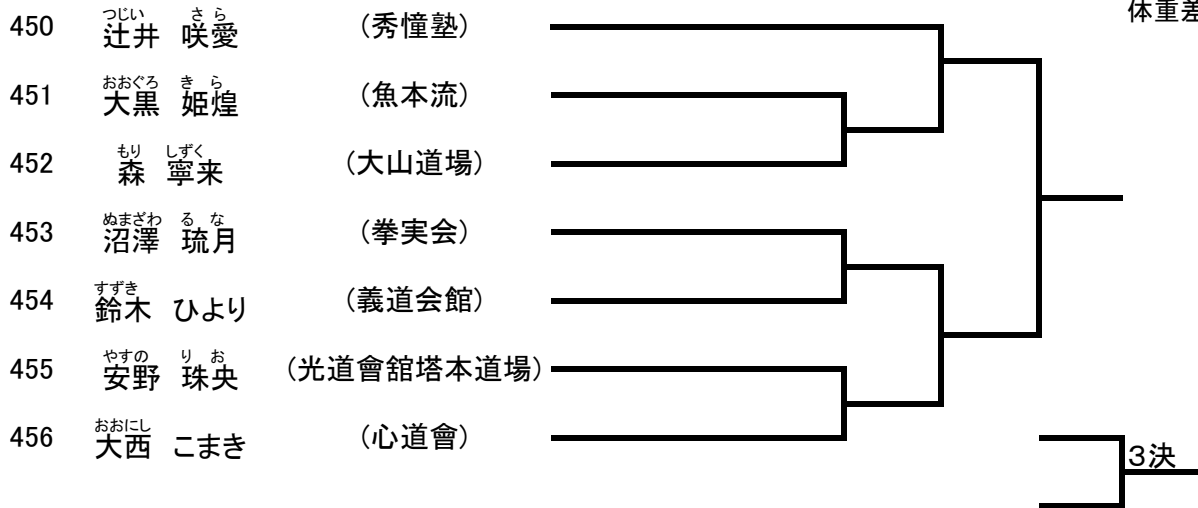 体重差
つじい さら
450 辻井 咲愛 (秀憧塾)
おおぐろ きら
451 大黒 姫煌 (魚本流)
もり しずく
452 森 寧来 (大山道場)
ぬまざわ るな
453 沼澤 琉月 (拳実会)
すずき
454 鈴木 ひより (義道会館)
やすの りお
455 安野 珠央 (光道會舘塔本道場)
おおにし
456 大西 こまき (心道會)
3決